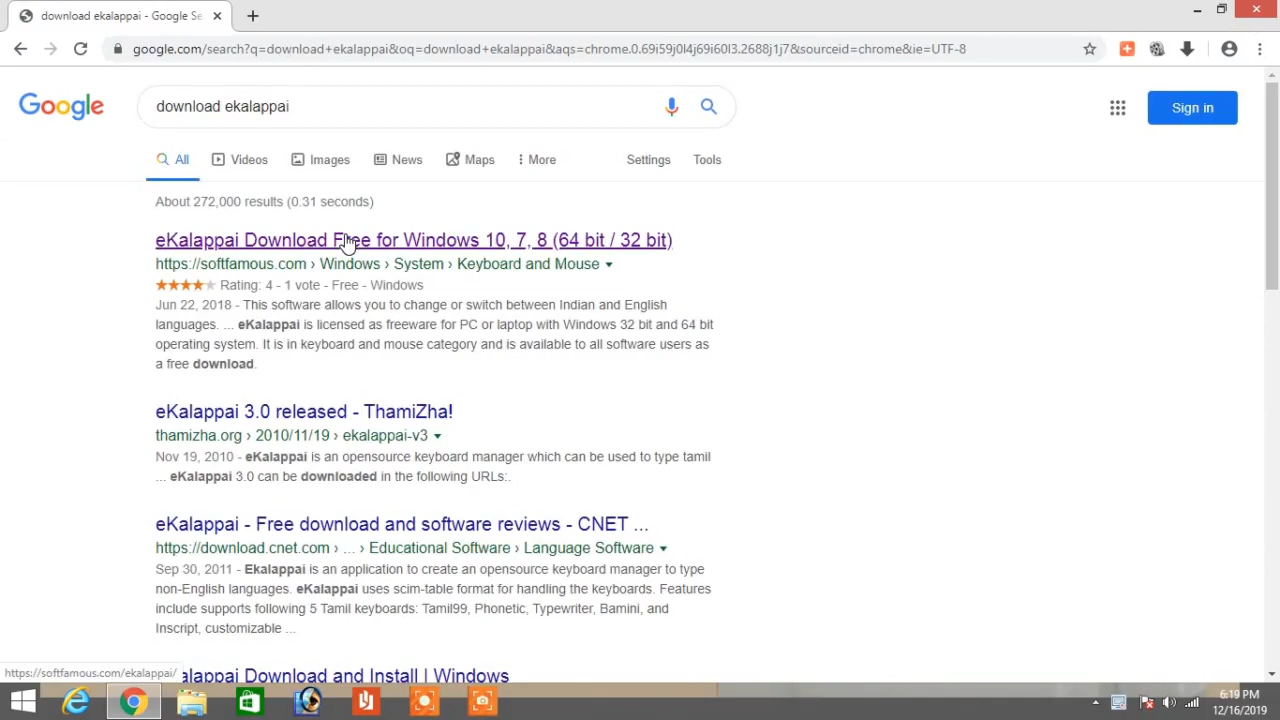 download ekalappai - Google Se
google.com/search?q=download+ekalappai&oq=download+ekalappai&aqs=chrome.0.69i59j0l4j69i60l3.2688j1j7&sourceid=chrome&ie=UTF-8
Google
download ekalappai
Sign in
All Videos Images News Maps More Settings Tools
About 272,000 results (0.31 seconds)
eKalappai Download Free for Windows 10, 7, 8 (64 bit / 32 bit)
https://softfamous.com › Windows › System › Keyboard and Mouse
Rating: 4 - 1 vote - Free - Windows
Jun 22, 2018 - This software allows you to change or switch between Indian and English
languages. ... eKalappai is licensed as freeware for PC or laptop with Windows 32 bit and 64 bit
operating system. It is in keyboard and mouse category and is available to all software users as
a free download.
eKalappai 3.0 released - ThamiZha!
thamizha.org › 2010/11/19 › ekalappai-v3
Nov 19, 2010 - eKalappai is an opensource keyboard manager which can be used to type tamil
... eKalappai 3.0 can be downloaded in the following URLs:.
eKalappai - Free download and software reviews - CNET ...
https://download.cnet.com › ... › Educational Software › Language Software
Sep 30, 2011 - Ekalappai is an application to create an opensource keyboard manager to type
non-English languages. eKalappai uses scim-table format for handling the keyboards. Features
include supports following 5 Tamil keyboards: Tamil99, Phonetic, Typewriter, Bamini, and
Inscript, customizable ...
https://softfamous.com/ekalappai/
alappai Download and Install | Windows
6:19 PM
12/16/2019